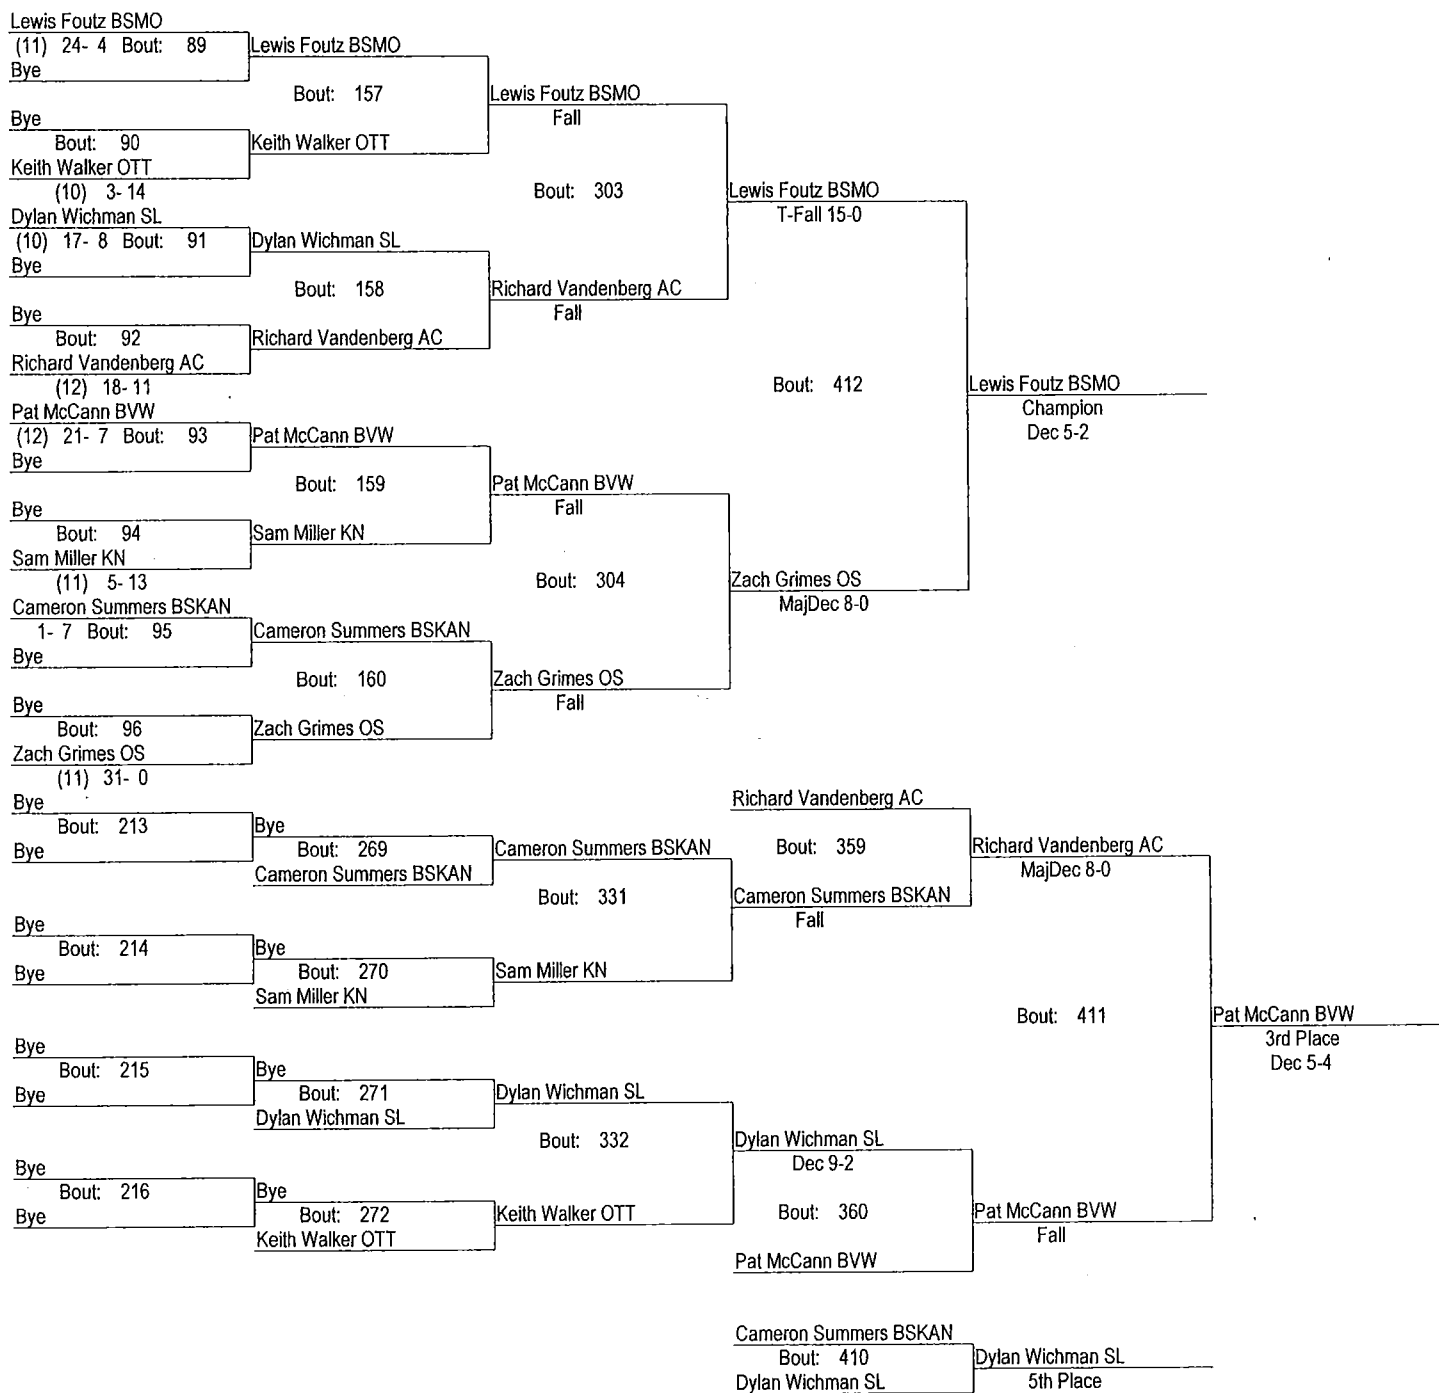 Lewis Foutz BSMO
(11) 24- 4 Bout: 89
Bye
Bye
Bout: 90
Keith Walker OTT
(10) 3- 14
Dylan Wichman SL
(10) 17- 8 Bout: 91
Bye
Bye
Bout: 92
Richard Vandenberg AC
(12) 18- 11
Pat McCann BVW
(12) 21- 7 Bout: 93
Bye
Bye
Bout: 94
Sam Miller KN
(11) 5- 13
Cameron Summers BSKAN
1- 7 Bout: 95
Bye
Bye
Bout: 96
Zach Grimes OS
(11) 31- 0
Lewis Foutz BSMO
Bout: 157
Keith Walker OTT
Dylan Wichman SL
Bout: 158
Richard Vandenberg AC
Pat McCann BVW
Bout: 159
Sam Miller KN
Cameron Summers BSKAN
Bout: 160
Zach Grimes OS
Lewis Foutz BSMO
Fall
Bout: 303
Richard Vandenberg AC
Fall
Pat McCann BVW
Fall
Bout: 304
Zach Grimes OS
Fall
Lewis Foutz BSMO
T-Fall 15-0
Bout: 412
Zach Grimes OS
MajDec 8-0
Lewis Foutz BSMO
Champion
Dec 5-2
Bye
Bout: 213
Bye
Bye
Bout: 214
Bye
Bye
Bout: 215
Bye
Bye
Bout: 216
Bye
Bye
Bout: 269
Cameron Summers BSKAN
Bye
Bout: 270
Sam Miller KN
Bye
Bout: 271
Dylan Wichman SL
Bye
Bout: 272
Keith Walker OTT
Cameron Summers BSKAN
Bout: 331
Sam Miller KN
Dylan Wichman SL
Bout: 332
Keith Walker OTT
Richard Vandenberg AC
Bout: 359
Cameron Summers BSKAN
Fall
Dylan Wichman SL
Dec 9-2
Bout: 360
Pat McCann BVW
Richard Vandenberg AC
MajDec 8-0
Bout: 411
Pat McCann BVW
Fall
Pat McCann BVW
3rd Place
Dec 5-4
Cameron Summers BSKAN
Bout: 410
Dylan Wichman SL
Dylan Wichman SL
5th Place